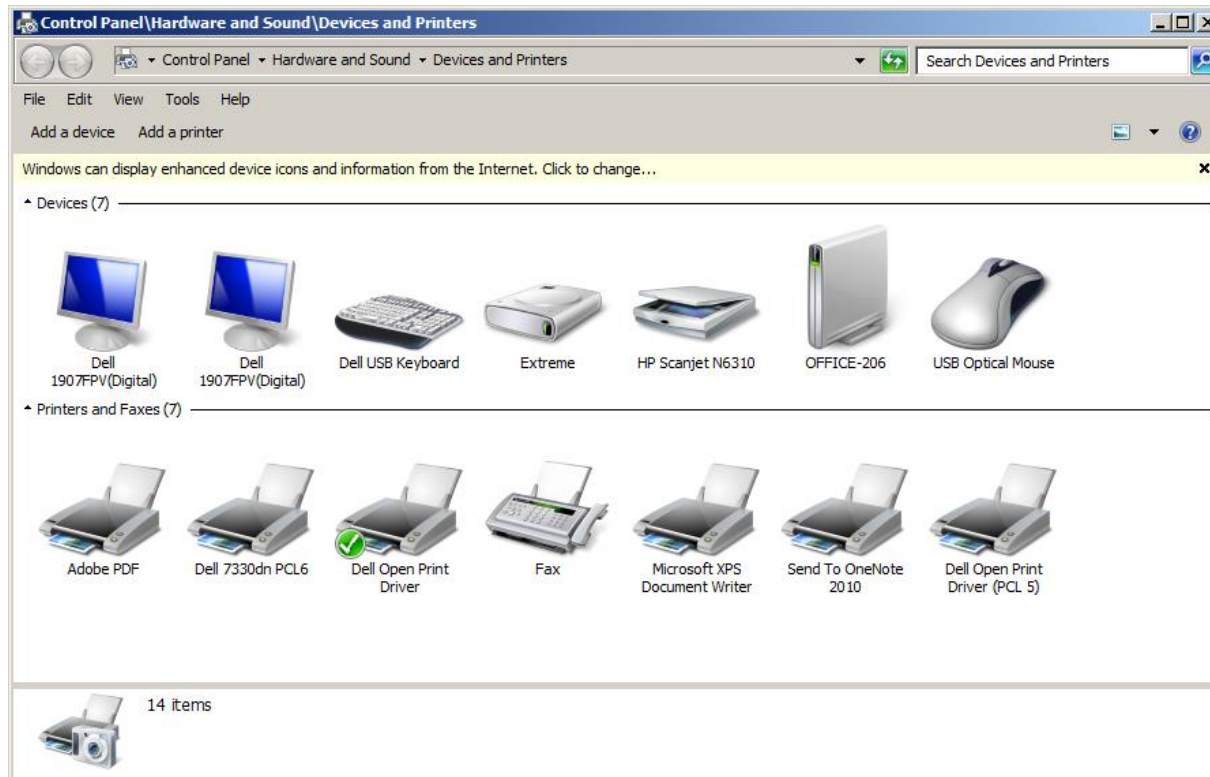 Control Panel\Hardware and Sound\Devices and Printers
Control Panel Hardware and Sound Devices and Printers
Search Devices and Printers
File Edit View Tools Help
Add a device Add a printer
Windows can display enhanced device icons and information from the Internet. Click to change...
Devices (7)
Dell 1907FPV(Digital)
Dell 1907FPV(Digital)
Dell USB Keyboard
Extreme
HP Scanjet N6310
OFFICE-206
USB Optical Mouse
Printers and Faxes (7)
Adobe PDF
Dell 7330dn PCL6
Dell Open Print
Driver
Fax
Microsoft XPS
Document Writer
Send To OneNote
2010
Dell Open Print
Driver (PCL 5)
14 items